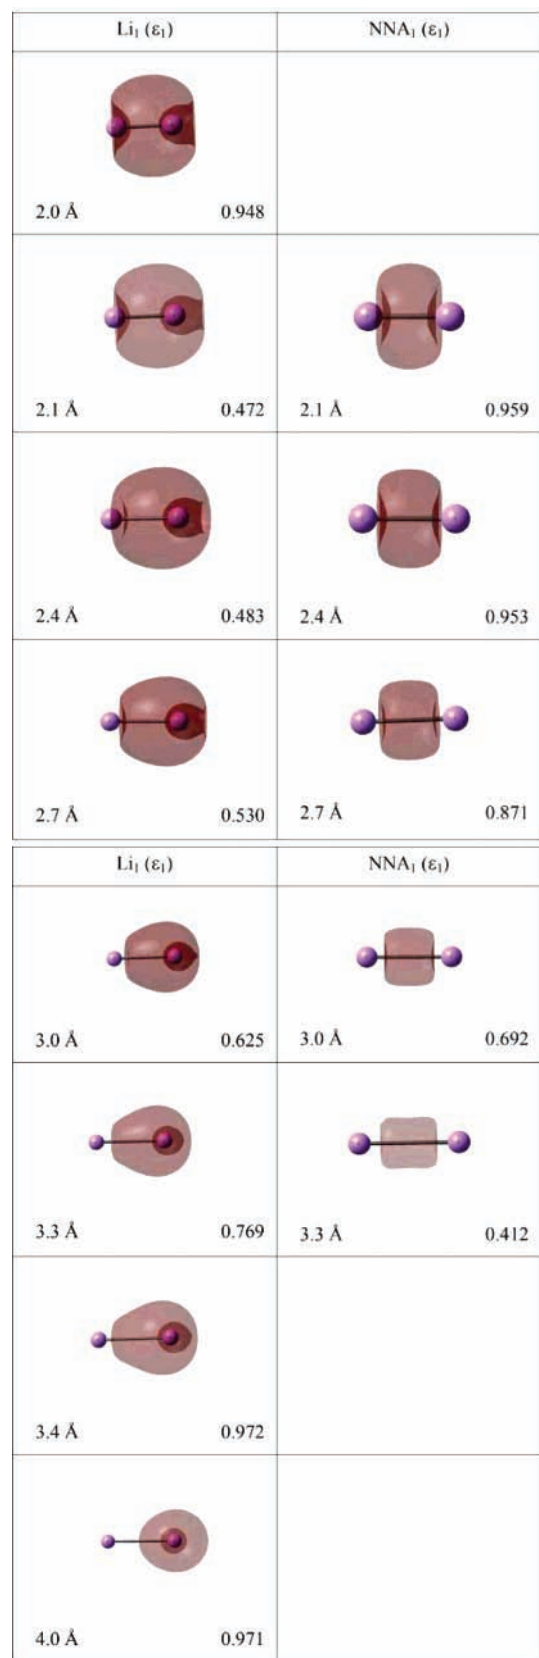 Li₁ (ε₁) NNA₁ (ε₁)
2.0 Å 0.948
2.1 Å 0.472 2.1 Å 0.959
2.4 Å 0.483 2.4 Å 0.953
2.7 Å 0.530 2.7 Å 0.871
Li₁ (ε₁) NNA₁ (ε₁)
3.0 Å 0.625 3.0 Å 0.692
3.3 Å 0.769 3.3 Å 0.412
3.4 Å 0.972
4.0 Å 0.971